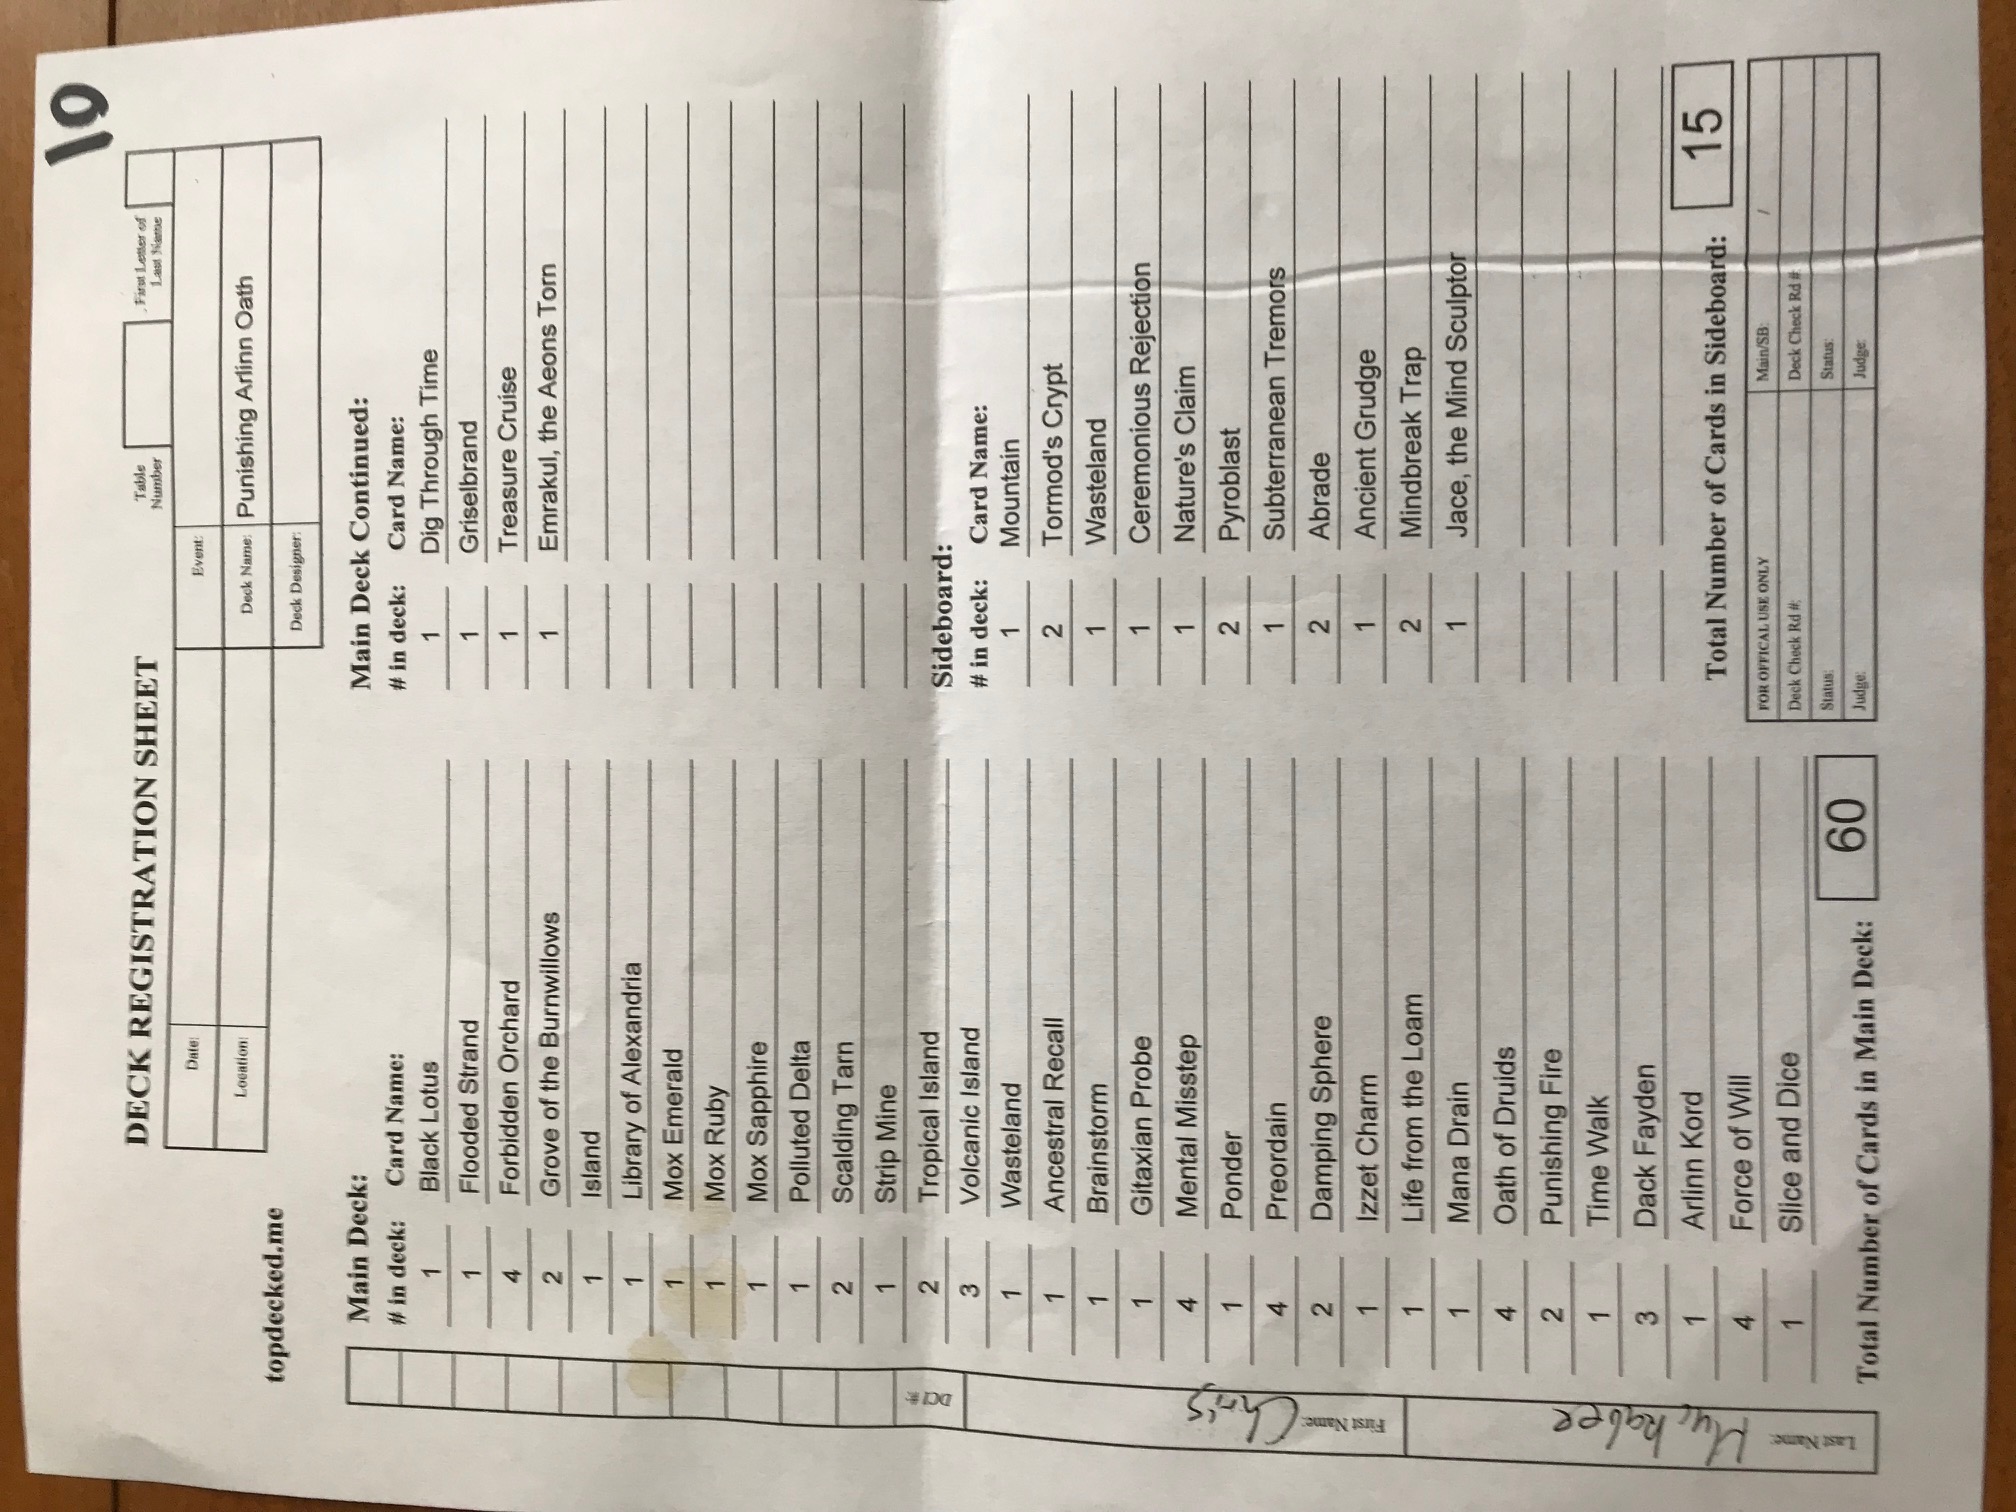 10
DECK REGISTRATION SHEET
Table Number
First Letter of Last Name
Date:
Event:
Location:
Deck Name: Punishing Arlinn Oath
Deck Designer:
topdecked.me
Main Deck:
# in deck: Card Name:
1 Black Lotus
1 Flooded Strand
4 Forbidden Orchard
2 Grove of the Burnwillows
1 Island
1 Library of Alexandria
1 Mox Emerald
1 Mox Ruby
1 Mox Sapphire
1 Polluted Delta
2 Scalding Tarn
1 Strip Mine
2 Tropical Island
3 Volcanic Island
1 Wasteland
1 Ancestral Recall
1 Brainstorm
1 Gitaxian Probe
4 Mental Misstep
1 Ponder
4 Preordain
2 Damping Sphere
1 Izzet Charm
1 Life from the Loam
1 Mana Drain
4 Oath of Druids
2 Punishing Fire
1 Time Walk
3 Dack Fayden
1 Arlinn Kord
4 Force of Will
1 Slice and Dice
Total Number of Cards in Main Deck: 60
Main Deck Continued:
# in deck: Card Name:
1 Dig Through Time
1 Griselbrand
1 Treasure Cruise
1 Emrakul, the Aeons Torn
Sideboard:
# in deck: Card Name:
1 Mountain
2 Tormod's Crypt
1 Wasteland
1 Ceremonious Rejection
1 Nature's Claim
2 Pyroblast
1 Subterranean Tremors
2 Abrade
1 Ancient Grudge
2 Mindbreak Trap
1 Jace, the Mind Sculptor
Total Number of Cards in Sideboard: 15
FOR OFFICAL USE ONLY
Main/SB: /
Deck Check Rd #:
Deck Check Rd #:
Status:
Status:
Judge:
Judge:
Last Name:
First Name: Chris
DCI #: